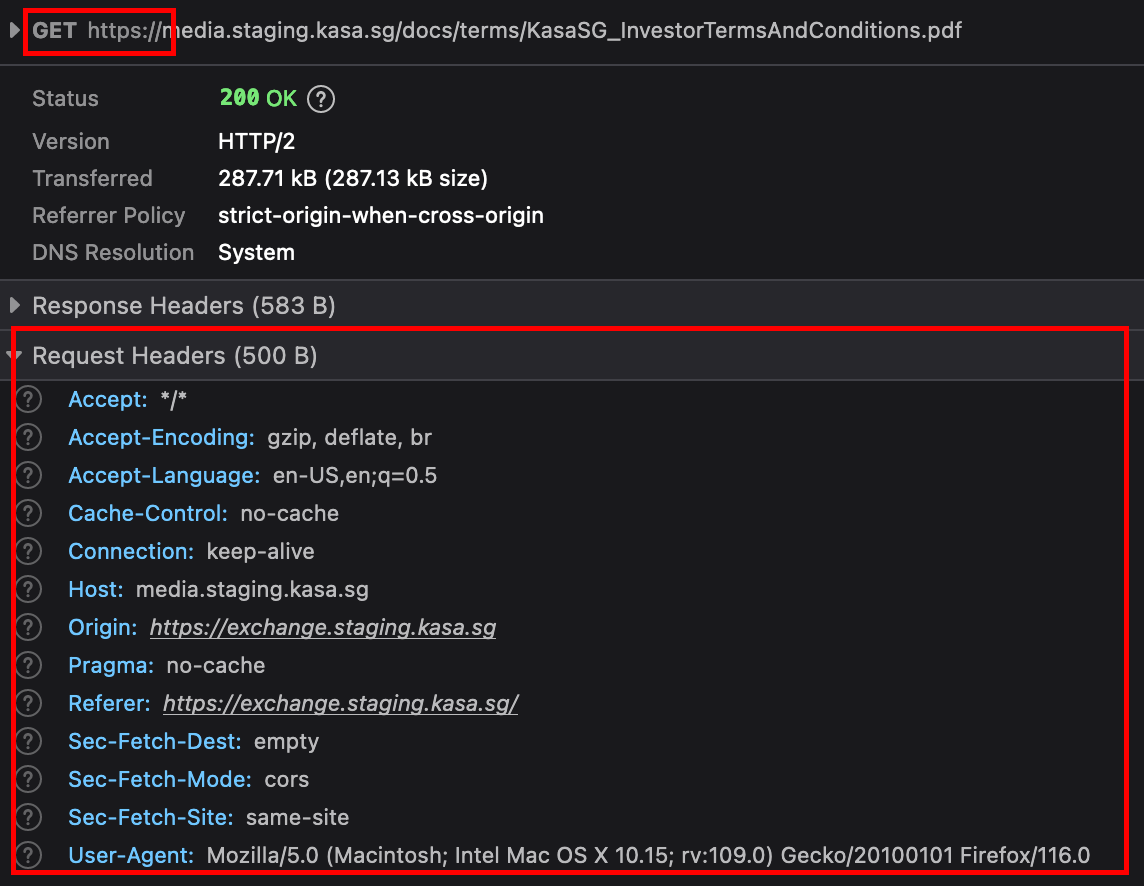 GET https://media.staging.kasa.sg/docs/terms/KasaSG_InvestorTermsAndConditions.pdf
Status 200 OK ?
Version HTTP/2
Transferred 287.71 kB (287.13 kB size)
Referrer Policy strict-origin-when-cross-origin
DNS Resolution System
Response Headers (583 B)
Request Headers (500 B)
? Accept: */*
? Accept-Encoding: gzip, deflate, br
? Accept-Language: en-US,en;q=0.5
? Cache-Control: no-cache
? Connection: keep-alive
? Host: media.staging.kasa.sg
? Origin: https://exchange.staging.kasa.sg
? Pragma: no-cache
? Referer: https://exchange.staging.kasa.sg/
? Sec-Fetch-Dest: empty
? Sec-Fetch-Mode: cors
? Sec-Fetch-Site: same-site
? User-Agent: Mozilla/5.0 (Macintosh; Intel Mac OS X 10.15; rv:109.0) Gecko/20100101 Firefox/116.0